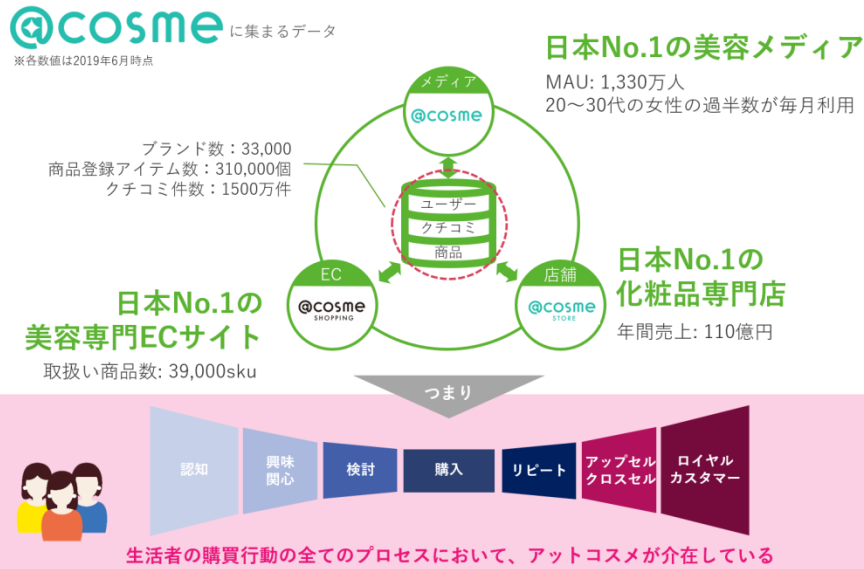 @cosme に集まるデータ
※各数値は2019年6月時点
日本No.1の美容メディア
MAU: 1,330万人
20〜30代の女性の過半数が毎月利用
メディア
@cosme
ブランド数：33,000
商品登録アイテム数：310,000個
クチコミ件数：1500万件
ユーザー
クチコミ
商品
EC
@cosme
SHOPPING
店舗
@cosme
STORE
日本No.1の
美容専門ECサイト
取扱い商品数: 39,000sku
日本No.1の
化粧品専門店
年間売上: 110億円
つまり
認知
興味
関心
検討
購入
リピート
アップセル
クロスセル
ロイヤル
カスタマー
生活者の購買行動の全てのプロセスにおいて、アットコスメが介在している